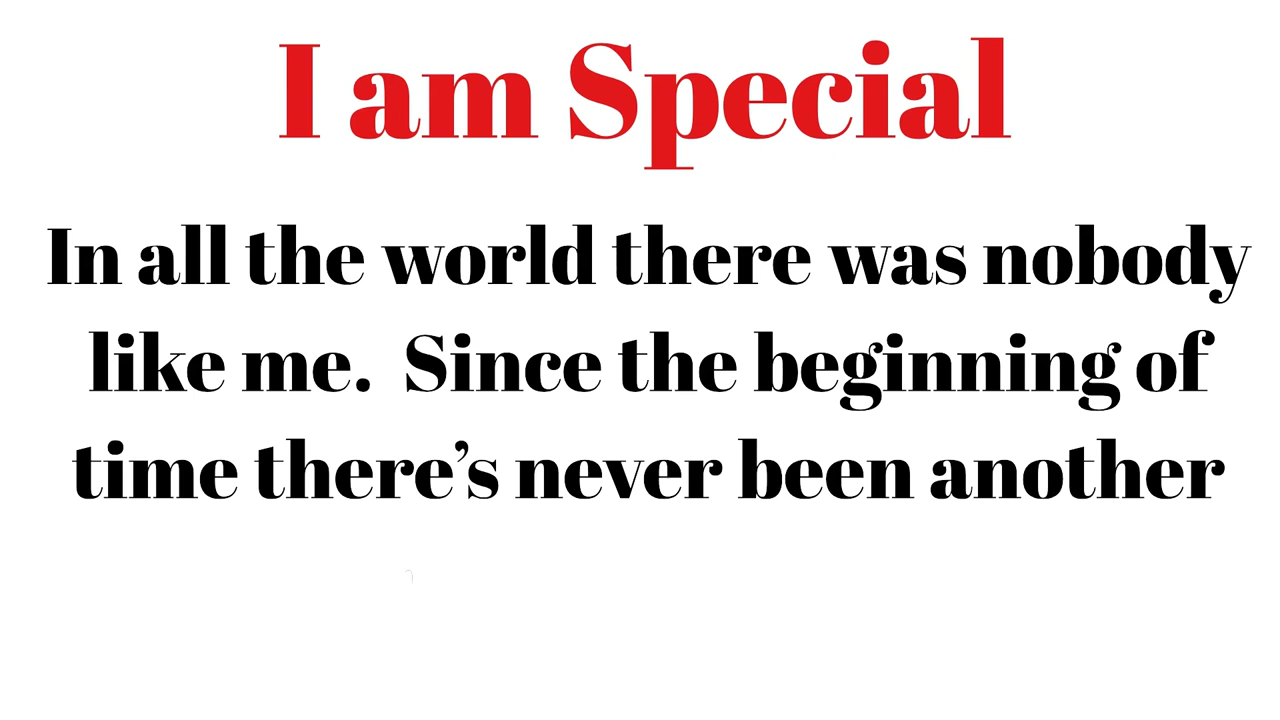 I am Special
In all the world there was nobody
like me.  Since the beginning of
time there’s never been another